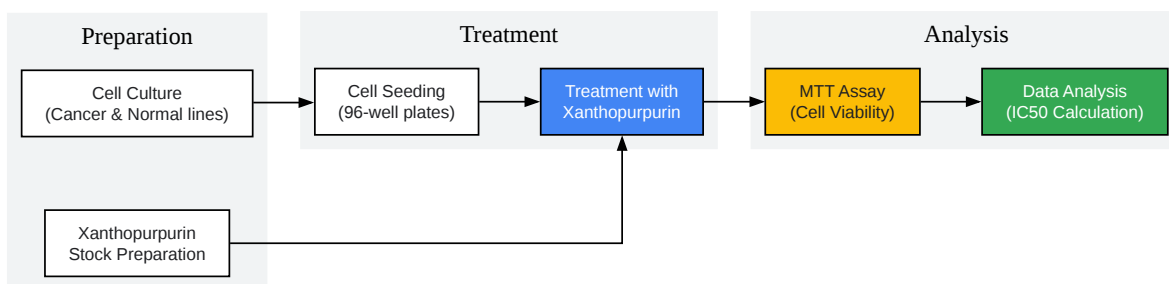 Preparation
Treatment
Analysis
Cell Culture
(Cancer & Normal lines)
Cell Seeding
(96-well plates)
Treatment with
Xanthopurpurin
MTT Assay
(Cell Viability)
Data Analysis
(IC50 Calculation)
Xanthopurpurin
Stock Preparation